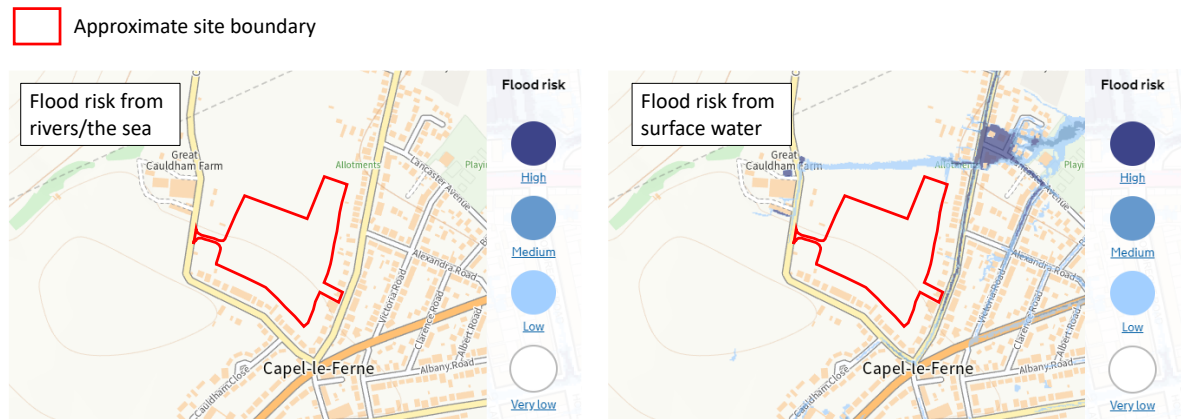 Approximate site boundary
Flood risk from
rivers/the sea
Flood risk
High
Medium
Low
Very low
Great
Cauldham Farm
Allotments
Lancaster Avenue
Alexandra Road
Victoria Road
Clarence Road
Albert Road
Capel-le-Ferne
Albany Road
Cauldham Close
Flood risk from
surface water
Flood risk
High
Medium
Low
Very low
Great
Cauldham Farm
Alexandra Road
Victoria Road
Clarence Road
Albert Road
Capel-le-Ferne
Albany Road
Cauldham Close